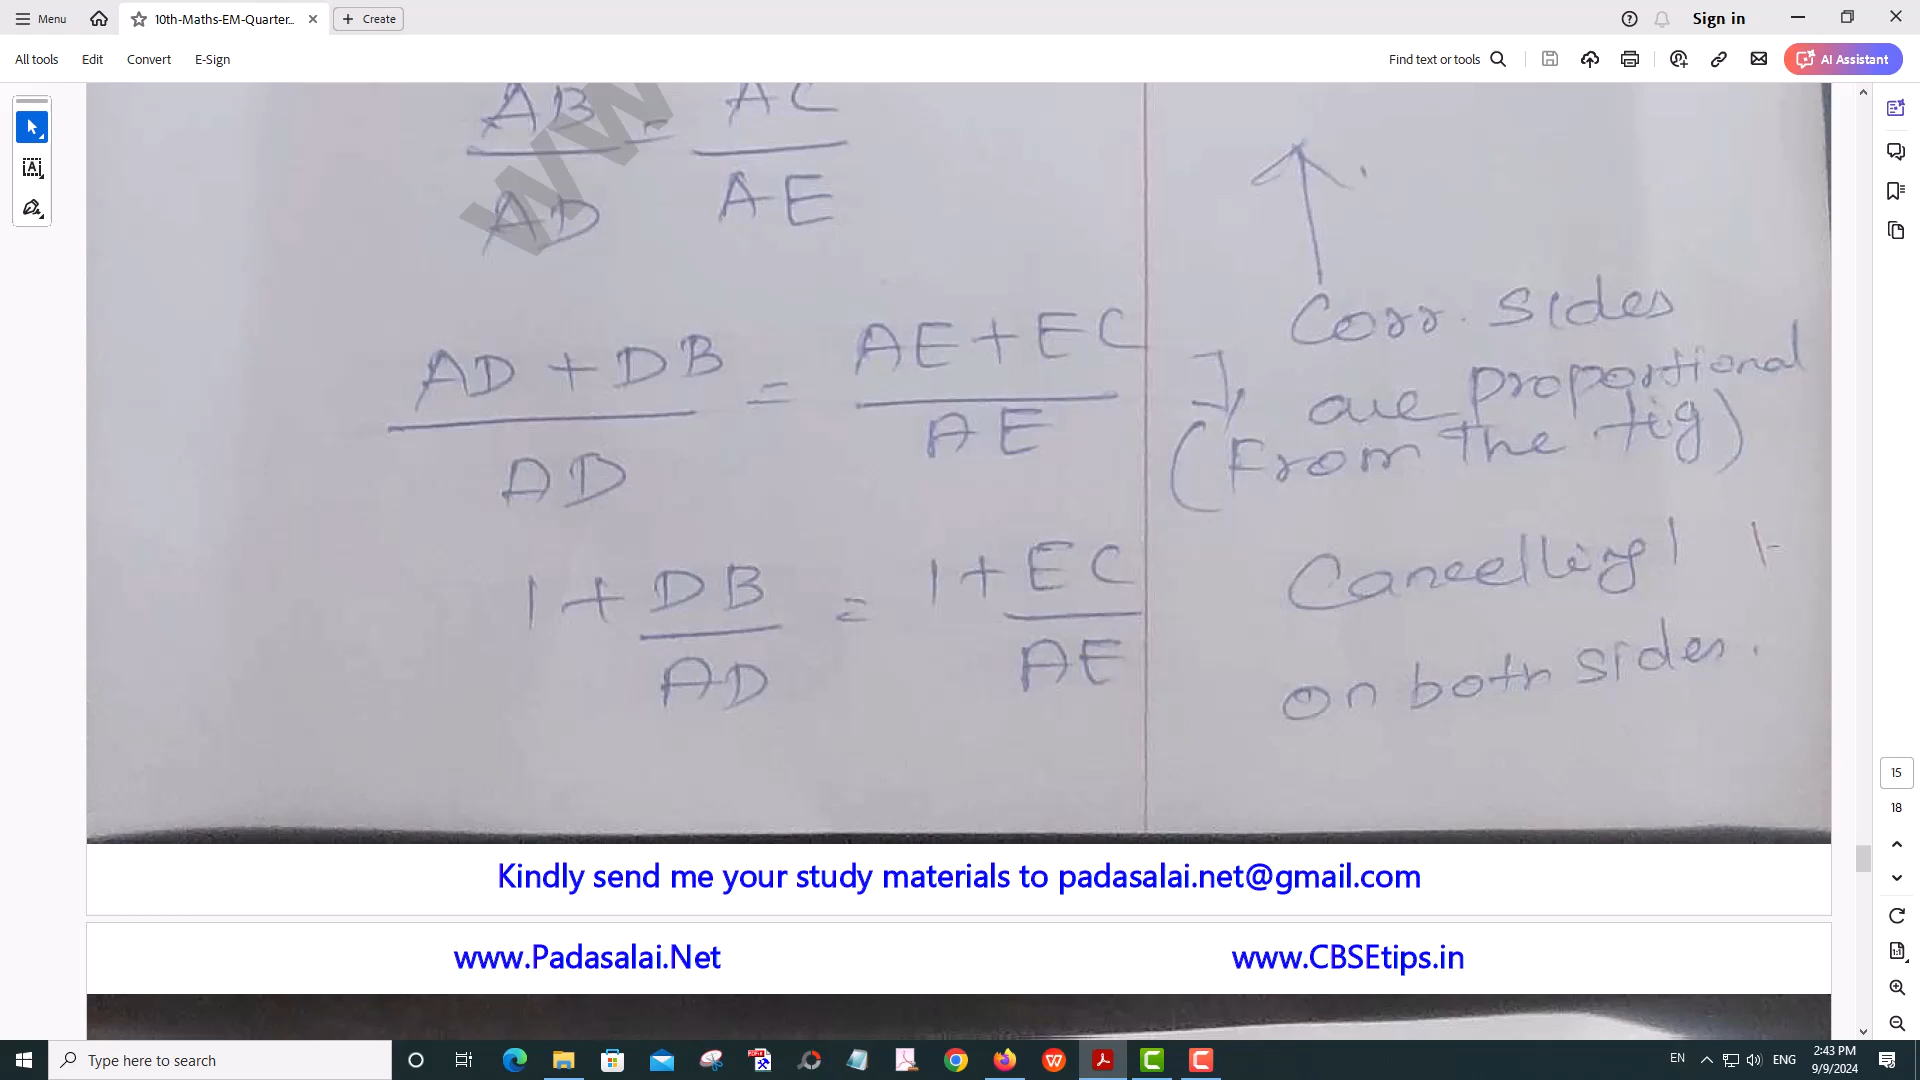 Menu
10th-Maths-EM-Quarter...
Create
Sign in
All tools
Edit
Convert
E-Sign
Find text or tools
AI Assistant
AB = AC
AD AE
AD + DB = AE + EC
AD AE
1 + DB = 1 + EC
AD AE
Corr. sides
are proportional
(From the fig)
Cancelling 1
on both sides.
15
18
Kindly send me your study materials to padasalai.net@gmail.com
www.Padasalai.Net
www.CBSEtips.in
Type here to search
EN
ENG
2:43 PM
9/9/2024